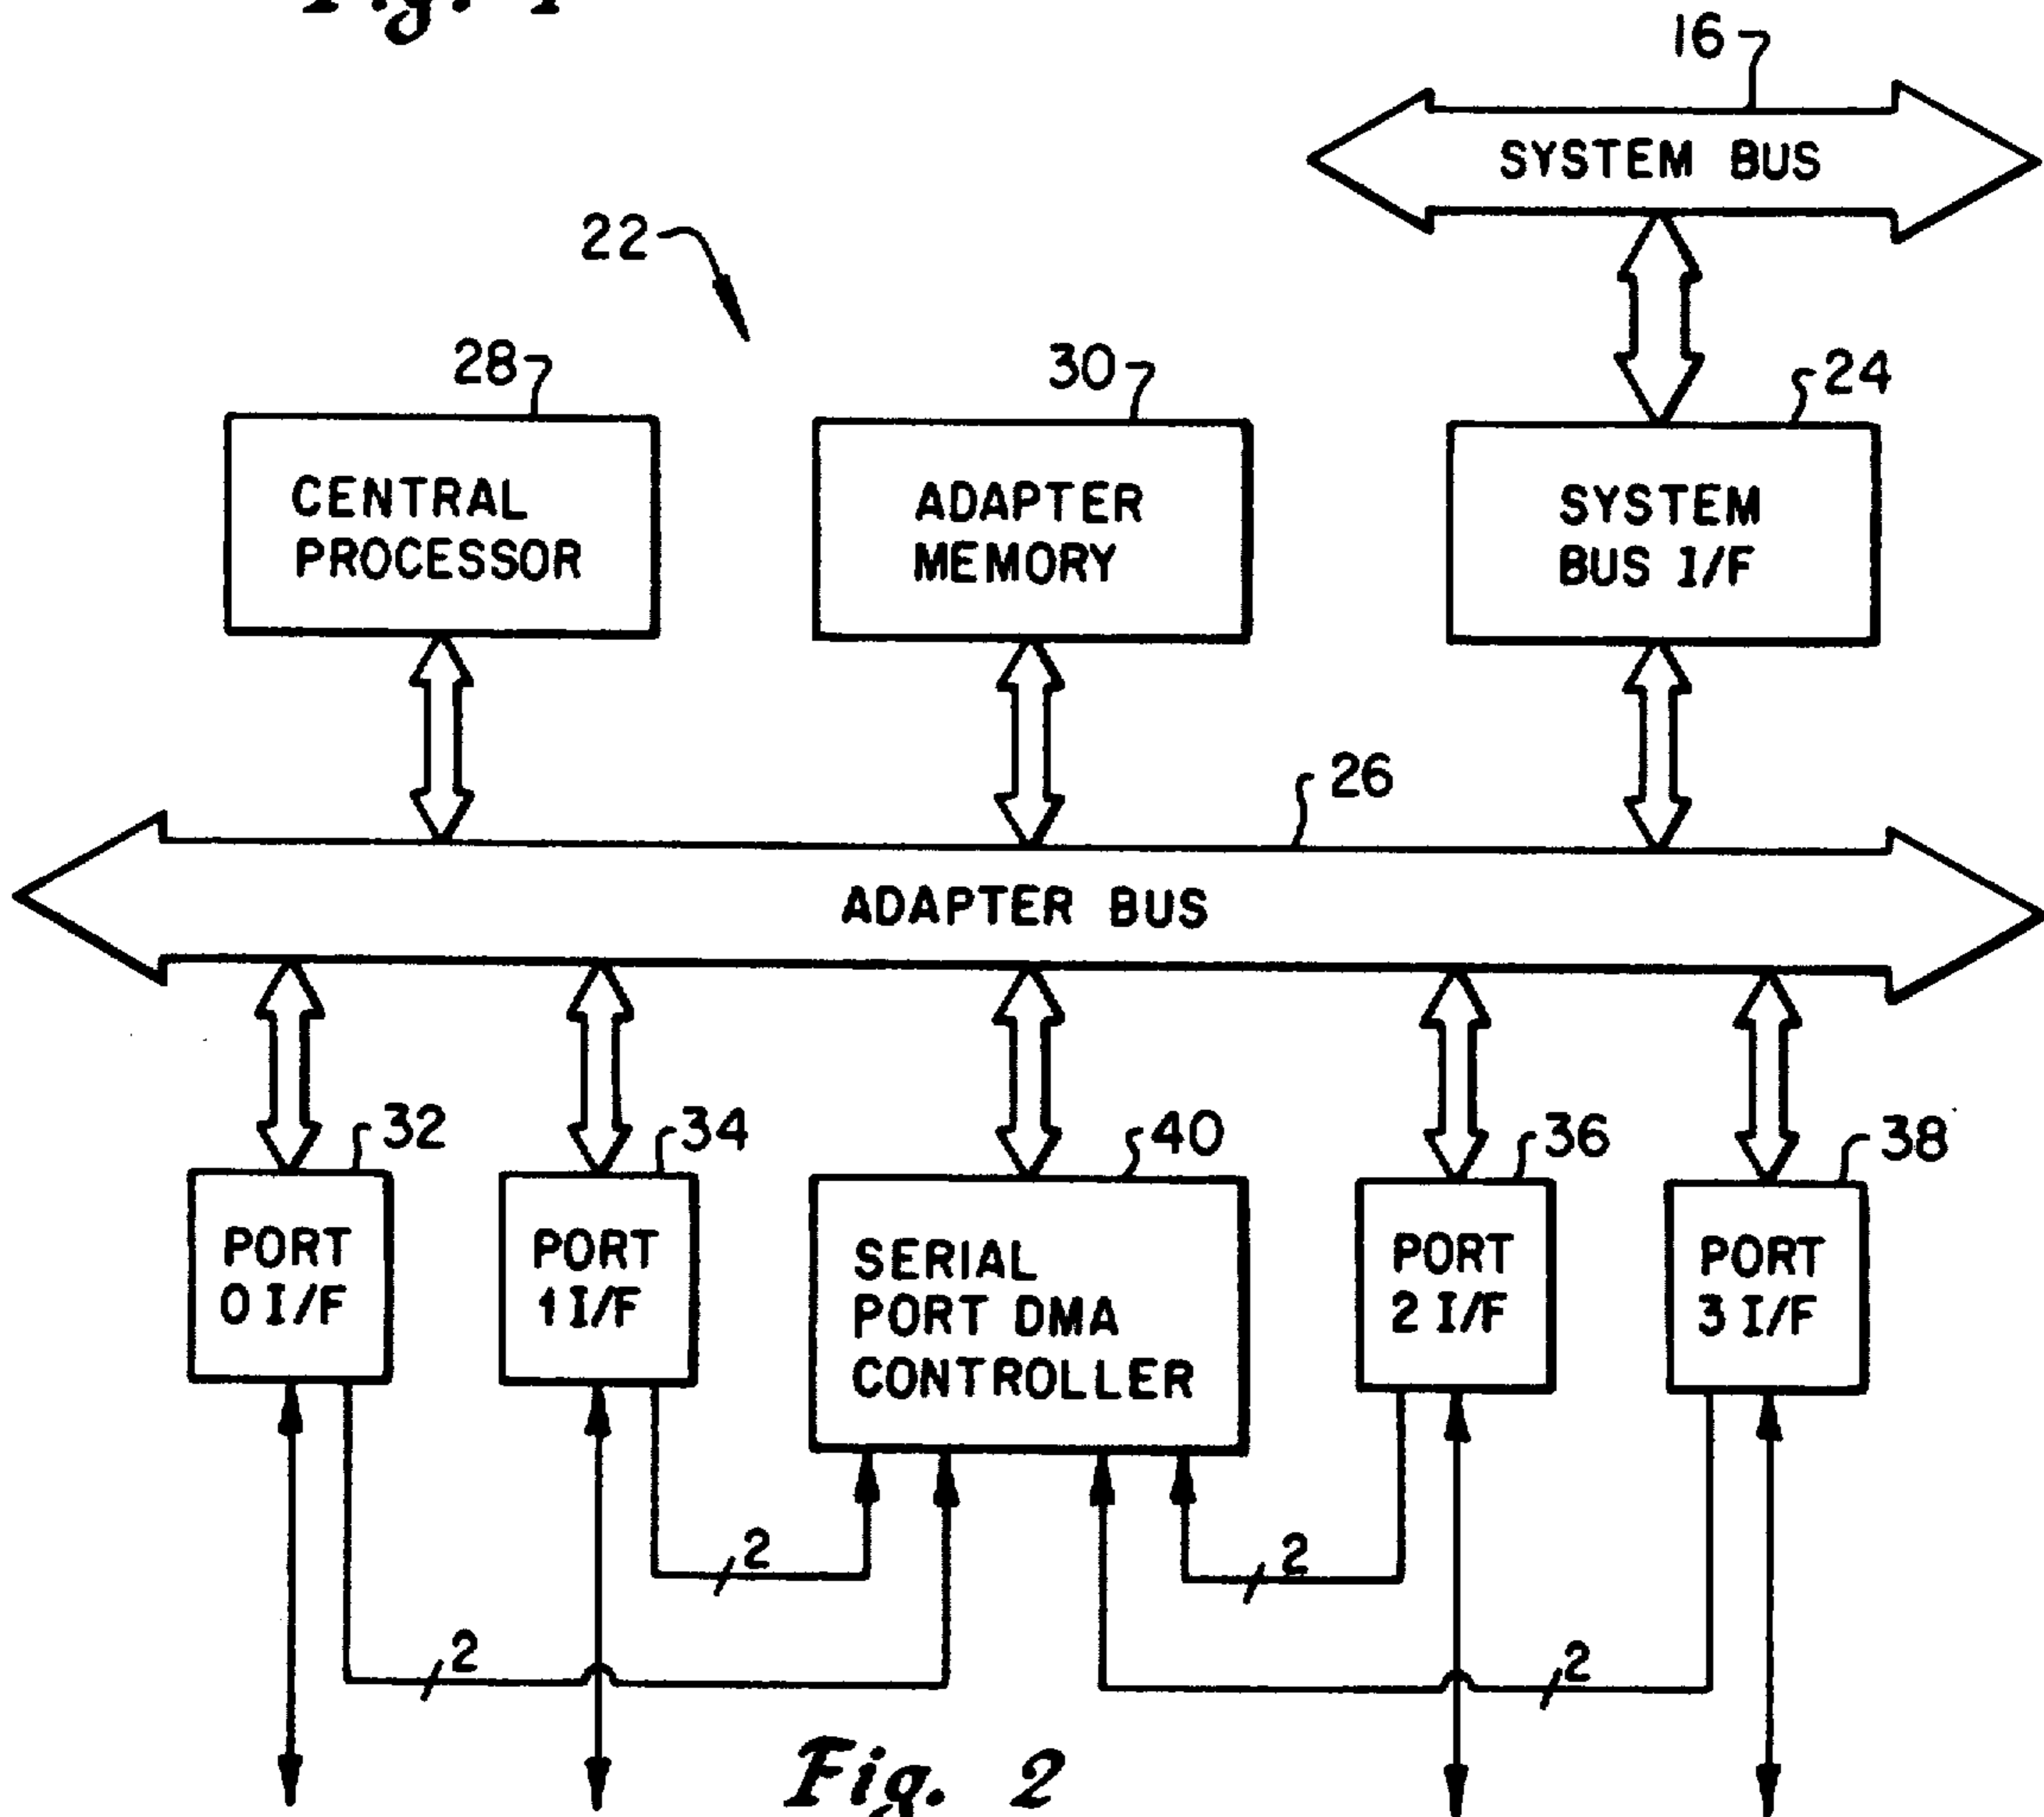 Fig. 1
16
SYSTEM BUS
22
28
30
24
CENTRAL
PROCESSOR
ADAPTER
MEMORY
SYSTEM
BUS I/F
26
ADAPTER BUS
32
34
40
36
38
PORT
0 I/F
PORT
1 I/F
SERIAL
PORT DMA
CONTROLLER
PORT
2 I/F
PORT
3 I/F
2
2
2
2
Fig. 2